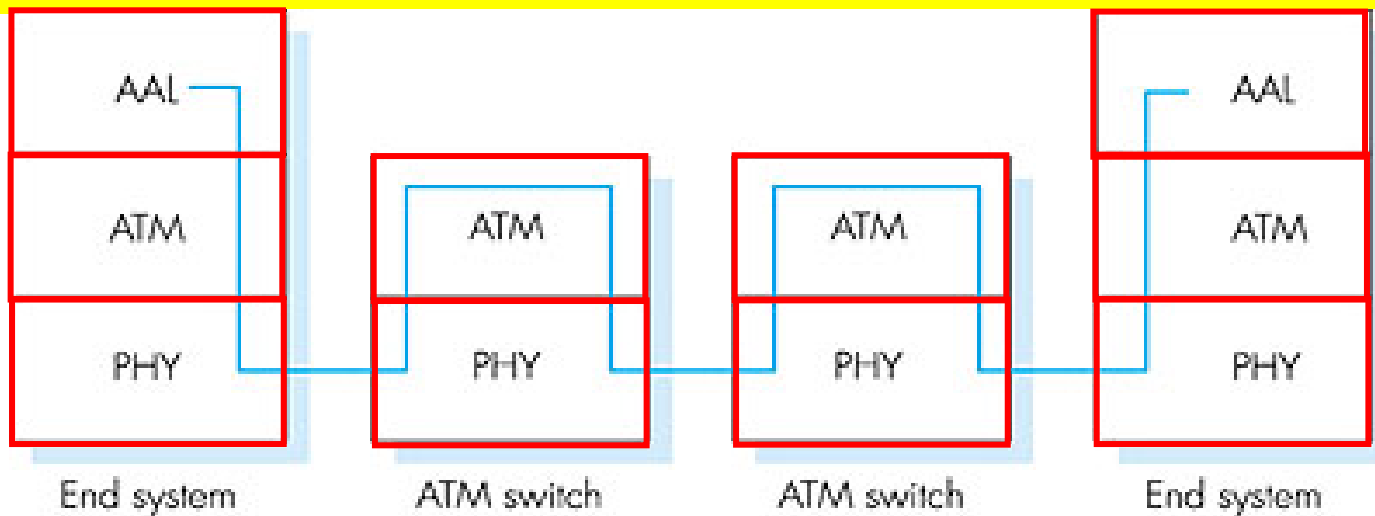 AAL AAL
ATM ATM ATM ATM
PHY PHY PHY PHY
End system ATM switch ATM switch End system